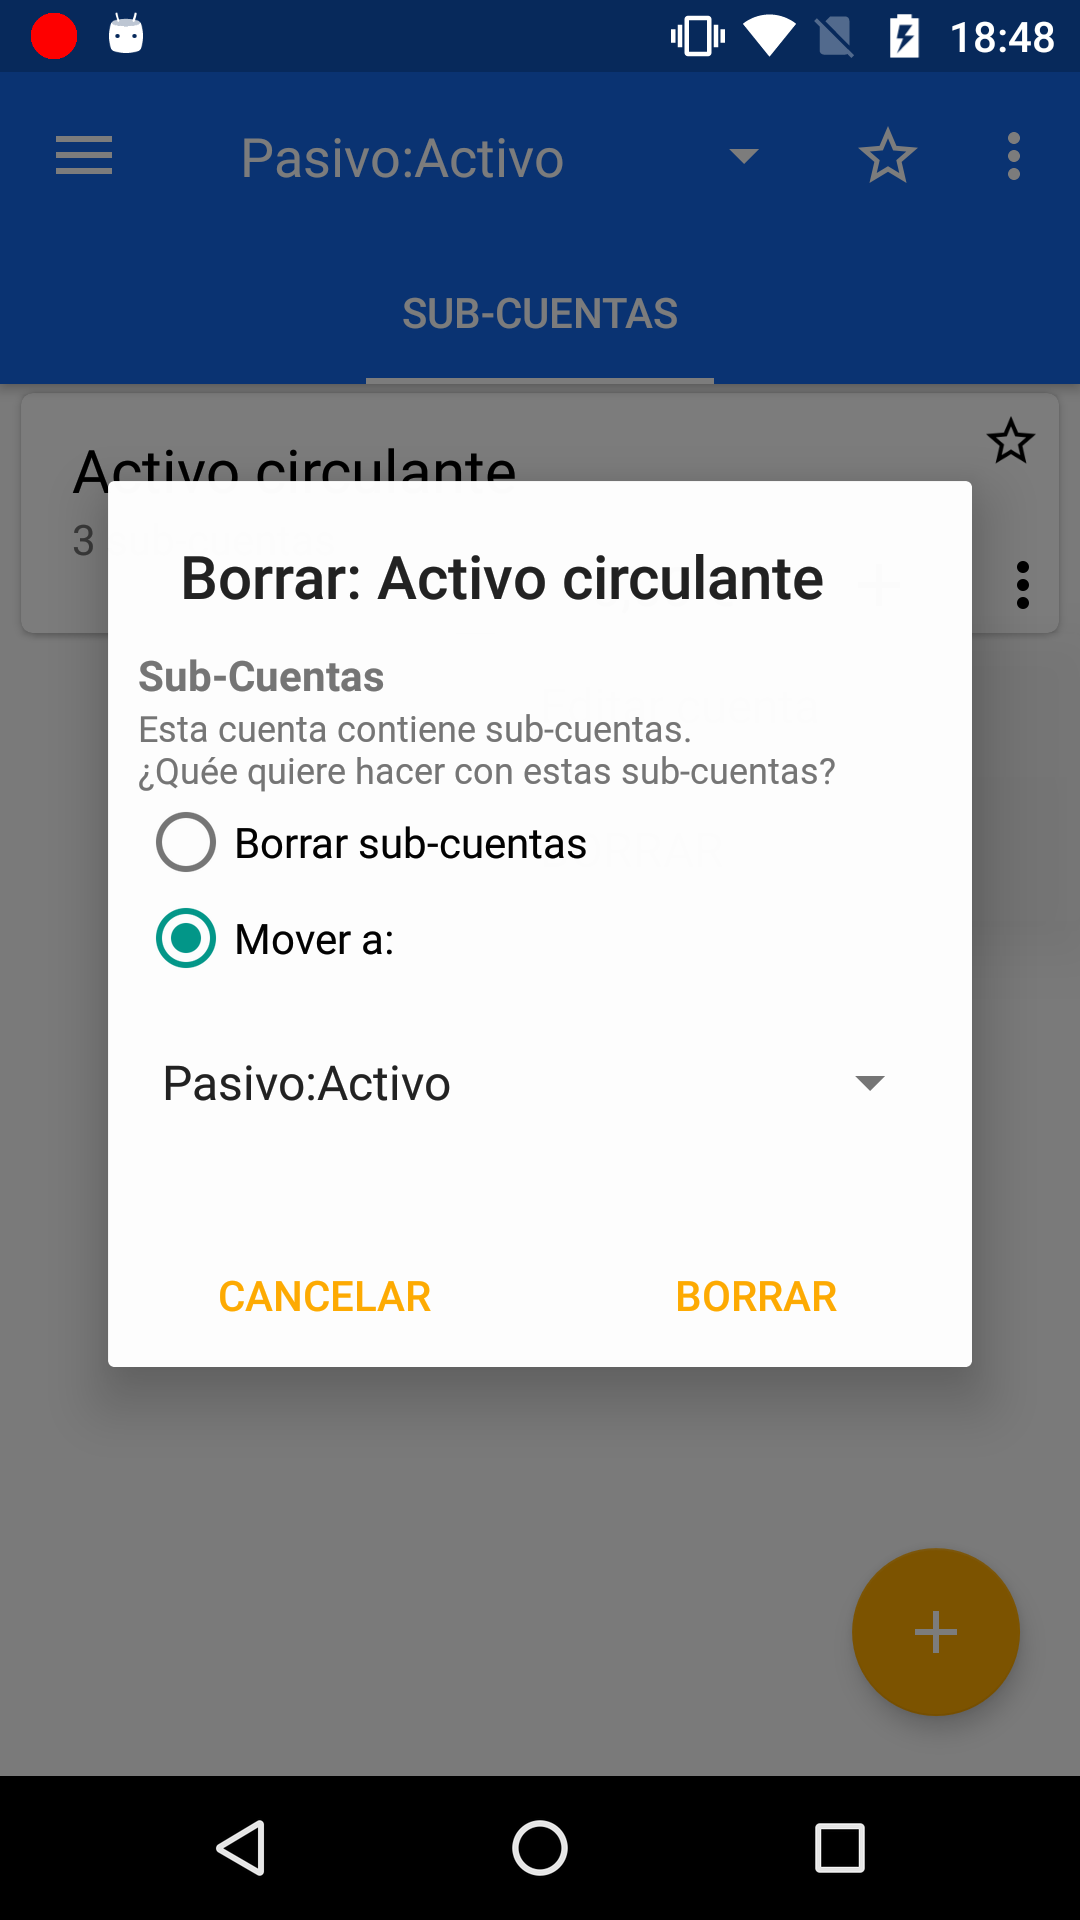 18:48
Pasivo:Activo
SUB-CUENTAS
Activo circulante
3
Borrar: Activo circulante
Sub-Cuentas
Esta cuenta contiene sub-cuentas.
¿Quée quiere hacer con estas sub-cuentas?
Borrar sub-cuentas
Mover a:
Pasivo:Activo
CANCELAR
BORRAR